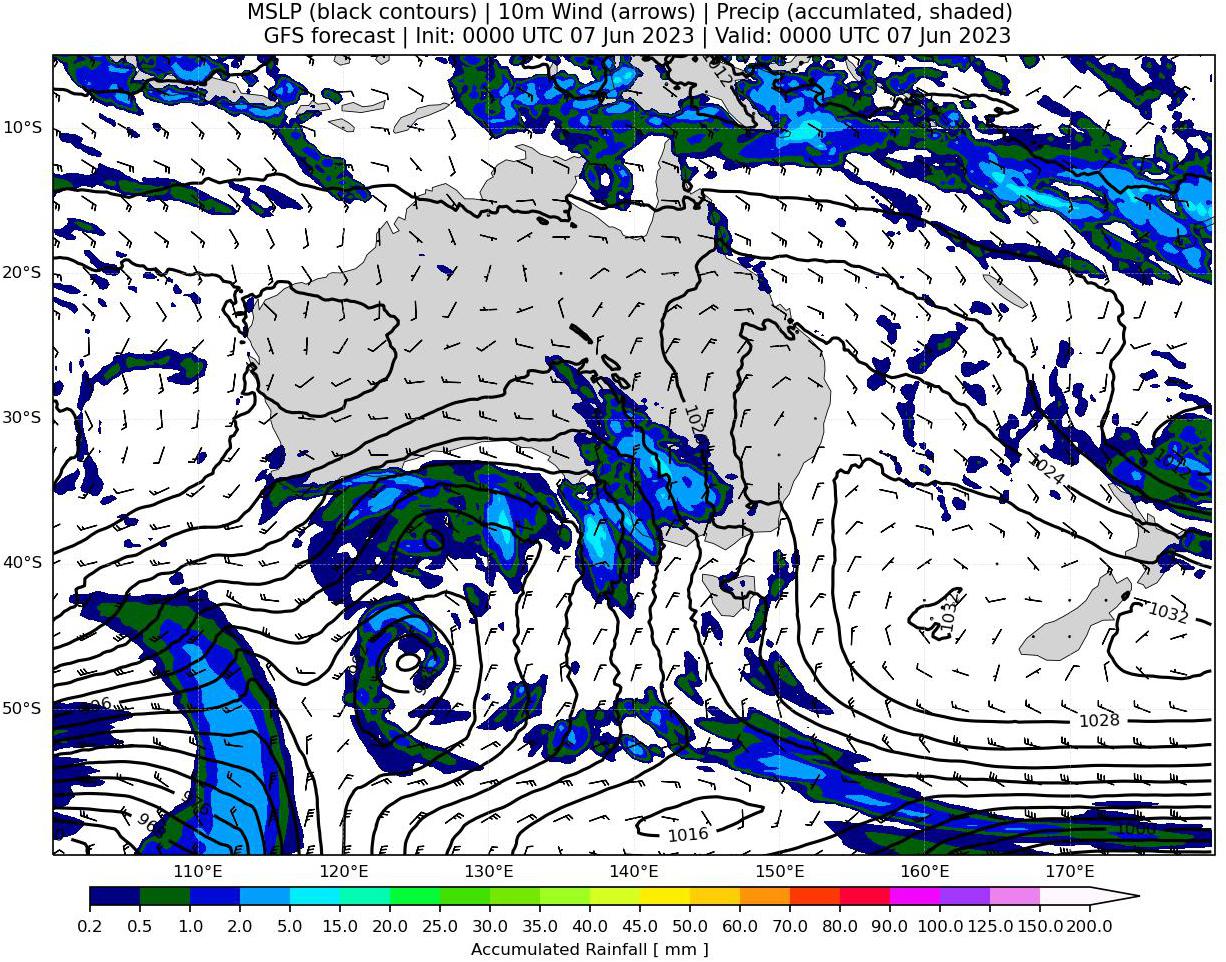 MSLP (black contours) | 10m Wind (arrows) | Precip (accumlated, shaded)
GFS forecast | Init: 0000 UTC 07 Jun 2023 | Valid: 0000 UTC 07 Jun 2023
1012
10°S
20°S
30°S
40°S
50°S
1024
1032
1032
996
1028
1016
1000
110°E 120°E 130°E 140°E 150°E 160°E 170°E
0.2 0.5 1.0 2.0 5.0 15.0 20.0 25.0 30.0 35.0 40.0 45.0 50.0 60.0 70.0 80.0 90.0 100.0 125.0 150.0 200.0
Accumulated Rainfall [ mm ]